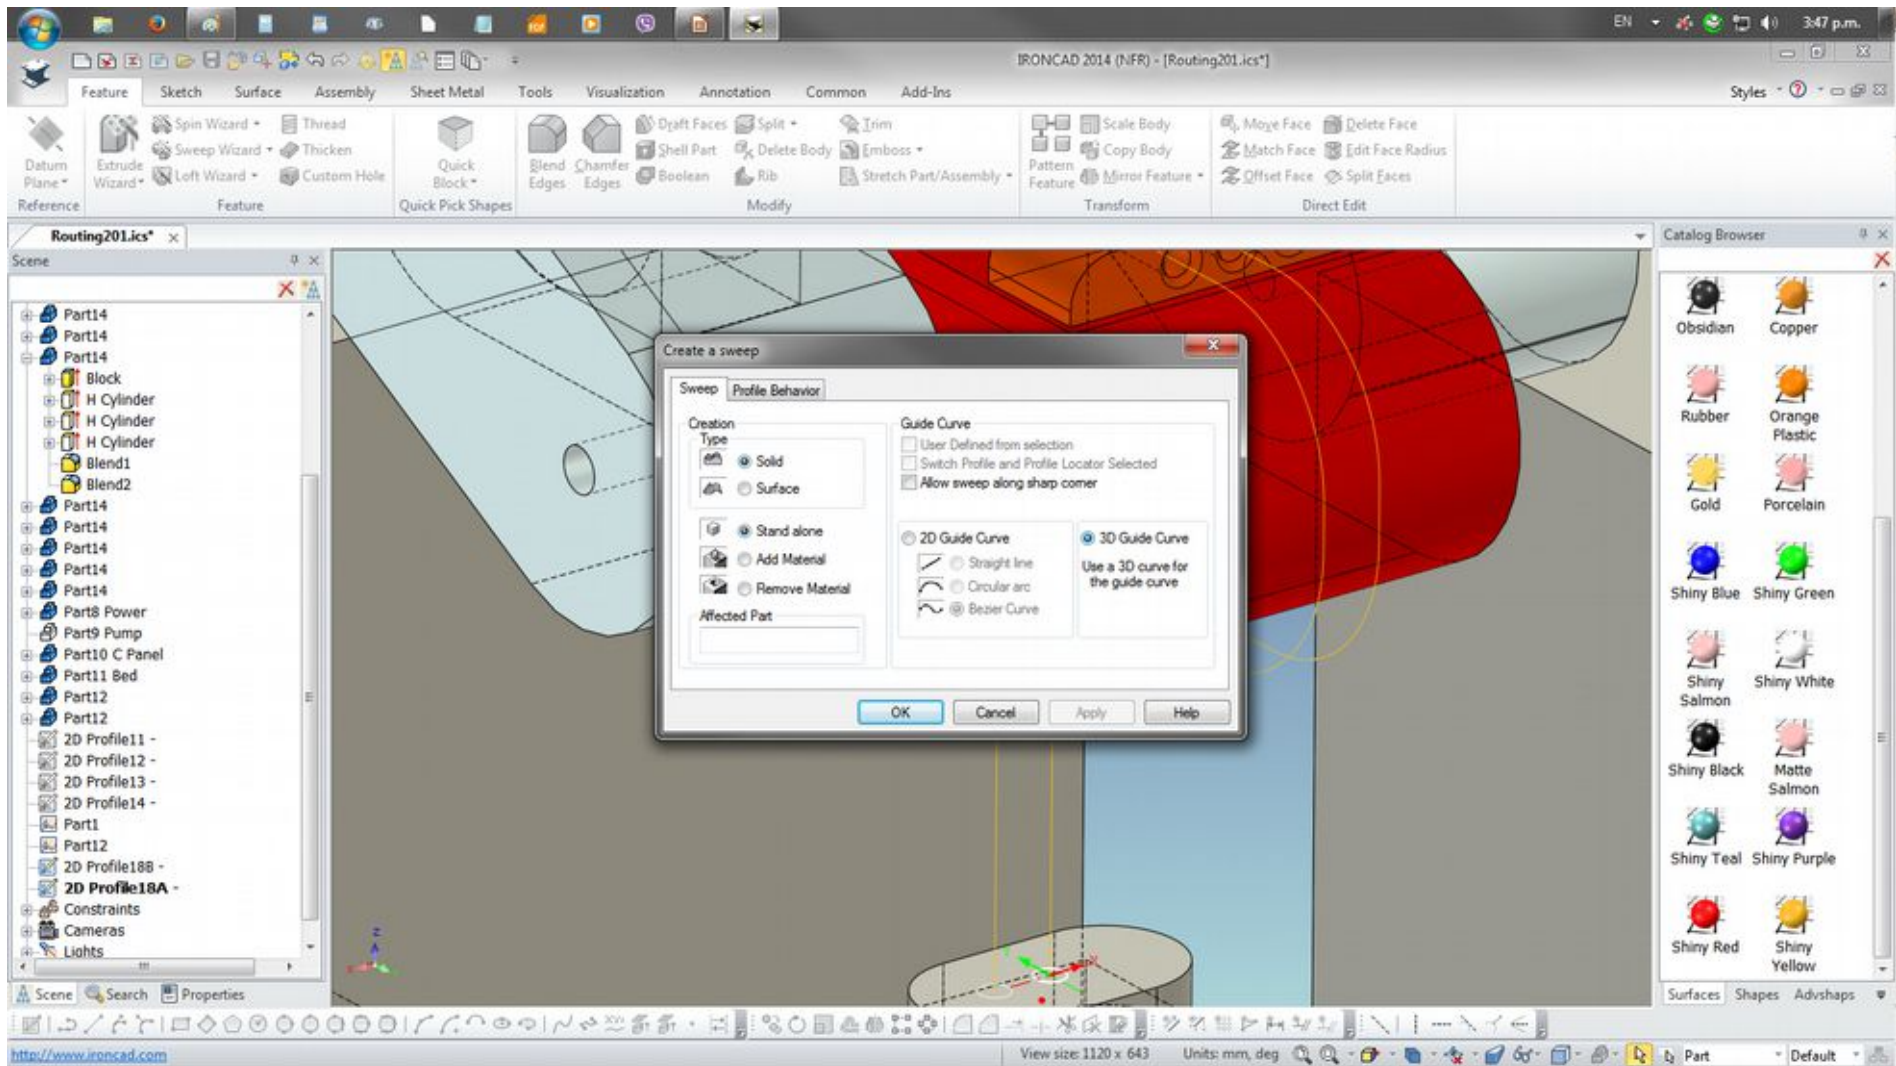 EN 3:47 p.m.
IRONCAD 2014 (NFR) - [Routing201.ics*]
Feature Sketch Surface Assembly Sheet Metal Tools Visualization Annotation Common Add-Ins Styles
Datum Plane
Reference
Extrude Wizard
Spin Wizard
Sweep Wizard
Loft Wizard
Thread
Thicken
Custom Hole
Feature
Quick Block
Quick Pick Shapes
Blend Edges
Chamfer Edges
Draft Faces
Shell Part
Boolean
Split
Delete Body
Rib
Trim
Emboss
Stretch Part/Assembly
Modify
Pattern Feature
Scale Body
Copy Body
Mirror Feature
Transform
Move Face
Match Face
Offset Face
Delete Face
Edit Face Radius
Split Faces
Direct Edit
Routing201.ics*
Scene
Part14
Part14
Part14
Block
H Cylinder
H Cylinder
H Cylinder
Blend1
Blend2
Part14
Part14
Part14
Part14
Part14
Part8 Power
Part9 Pump
Part10 C Panel
Part11 Bed
Part12
Part12
2D Profile11 -
2D Profile12 -
2D Profile13 -
2D Profile14 -
Part1
Part12
2D Profile18B -
2D Profile18A -
Constraints
Cameras
Lights
Scene Search Properties
Z
X
Create a sweep
Sweep Profile Behavior
Creation
Type
Solid
Surface
Stand alone
Add Material
Remove Material
Affected Part
Guide Curve
User Defined from selection
Switch Profile and Profile Locator Selected
Allow sweep along sharp corner
2D Guide Curve
Straight line
Circular arc
Bezier Curve
3D Guide Curve
Use a 3D curve for
the guide curve
OK Cancel Apply Help
Catalog Browser
Obsidian Copper
Rubber Orange Plastic
Gold Porcelain
Shiny Blue Shiny Green
Shiny Salmon Shiny White
Shiny Black Matte Salmon
Shiny Teal Shiny Purple
Shiny Red Shiny Yellow
Surfaces Shapes Advshaps
http://www.ironcad.com
View size:1120 x 643 Units: mm, deg Part Default